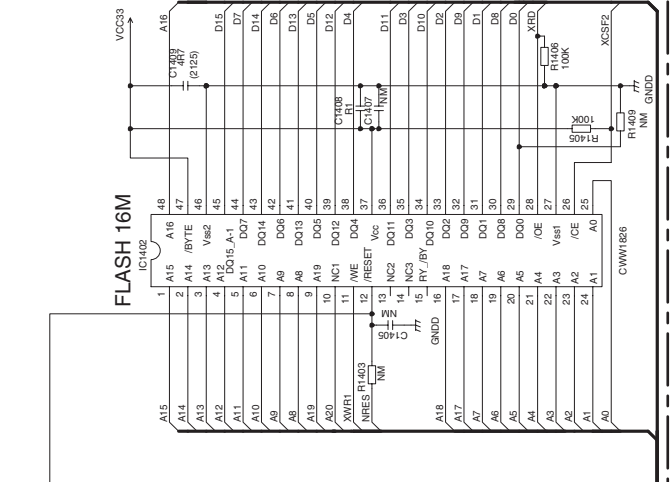 VCC33
A16
D15
D7
D14
D6
D13
D5
D12
D4
D11
D3
D10
D2
D9
D1
D8
D0
XRD
XCSF2
C1409
4R7
(2125)
C1408
R1
C1407
NM
R1406
100K
GNDD
R1405
100K
R1409
NM
FLASH 16M
IC1402
48
47
46
45
44
43
42
41
40
39
38
37
36
35
34
33
32
31
30
29
28
27
26
25
A16
/BYTE
Vss2
DQ15_A-1
DQ7
DQ14
DQ6
DQ13
DQ5
DQ12
DQ4
Vcc
DQ11
DQ3
DQ10
DQ2
DQ9
DQ1
DQ8
DQ0
/OE
Vss1
/CE
A0
A15
A14
A13
A12
A11
A10
A9
A8
A19
NC1
/WE
/RESET
NC2
NC3
RY_/BY
A18
A17
A7
A6
A5
A4
A3
A2
A1
CWW1826
1
2
3
4
5
6
7
8
9
10
11
12
13
14
15
16
17
18
19
20
21
22
23
24
NM
C1405
GNDD
R1403
NM
A15
A14
A13
A12
A11
A10
A9
A8
A19
A20
XWR1
NRES
A18
A17
A7
A6
A5
A4
A3
A2
A1
A0